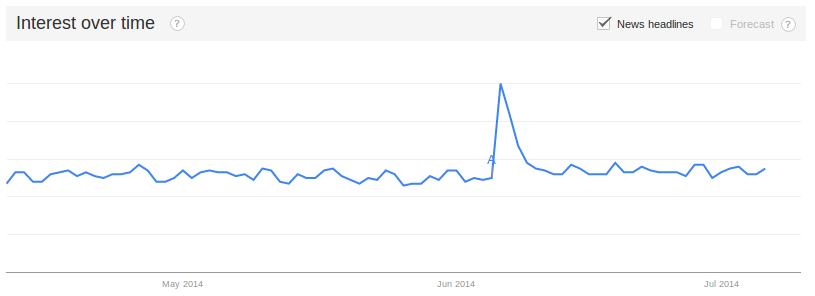 Interest over time ?
News headlines Forecast ?
A
May 2014 Jun 2014 Jul 2014